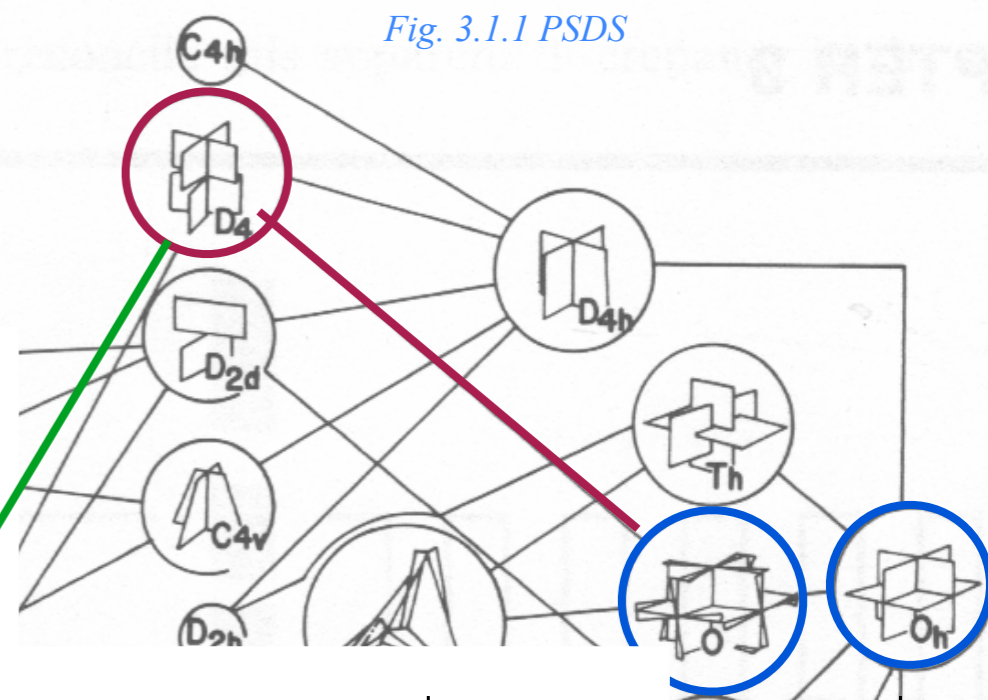 Fig. 3.1.1 PSDS
C4h
D4
D2d
D4h
Th
C4v
D2h
O
Oh